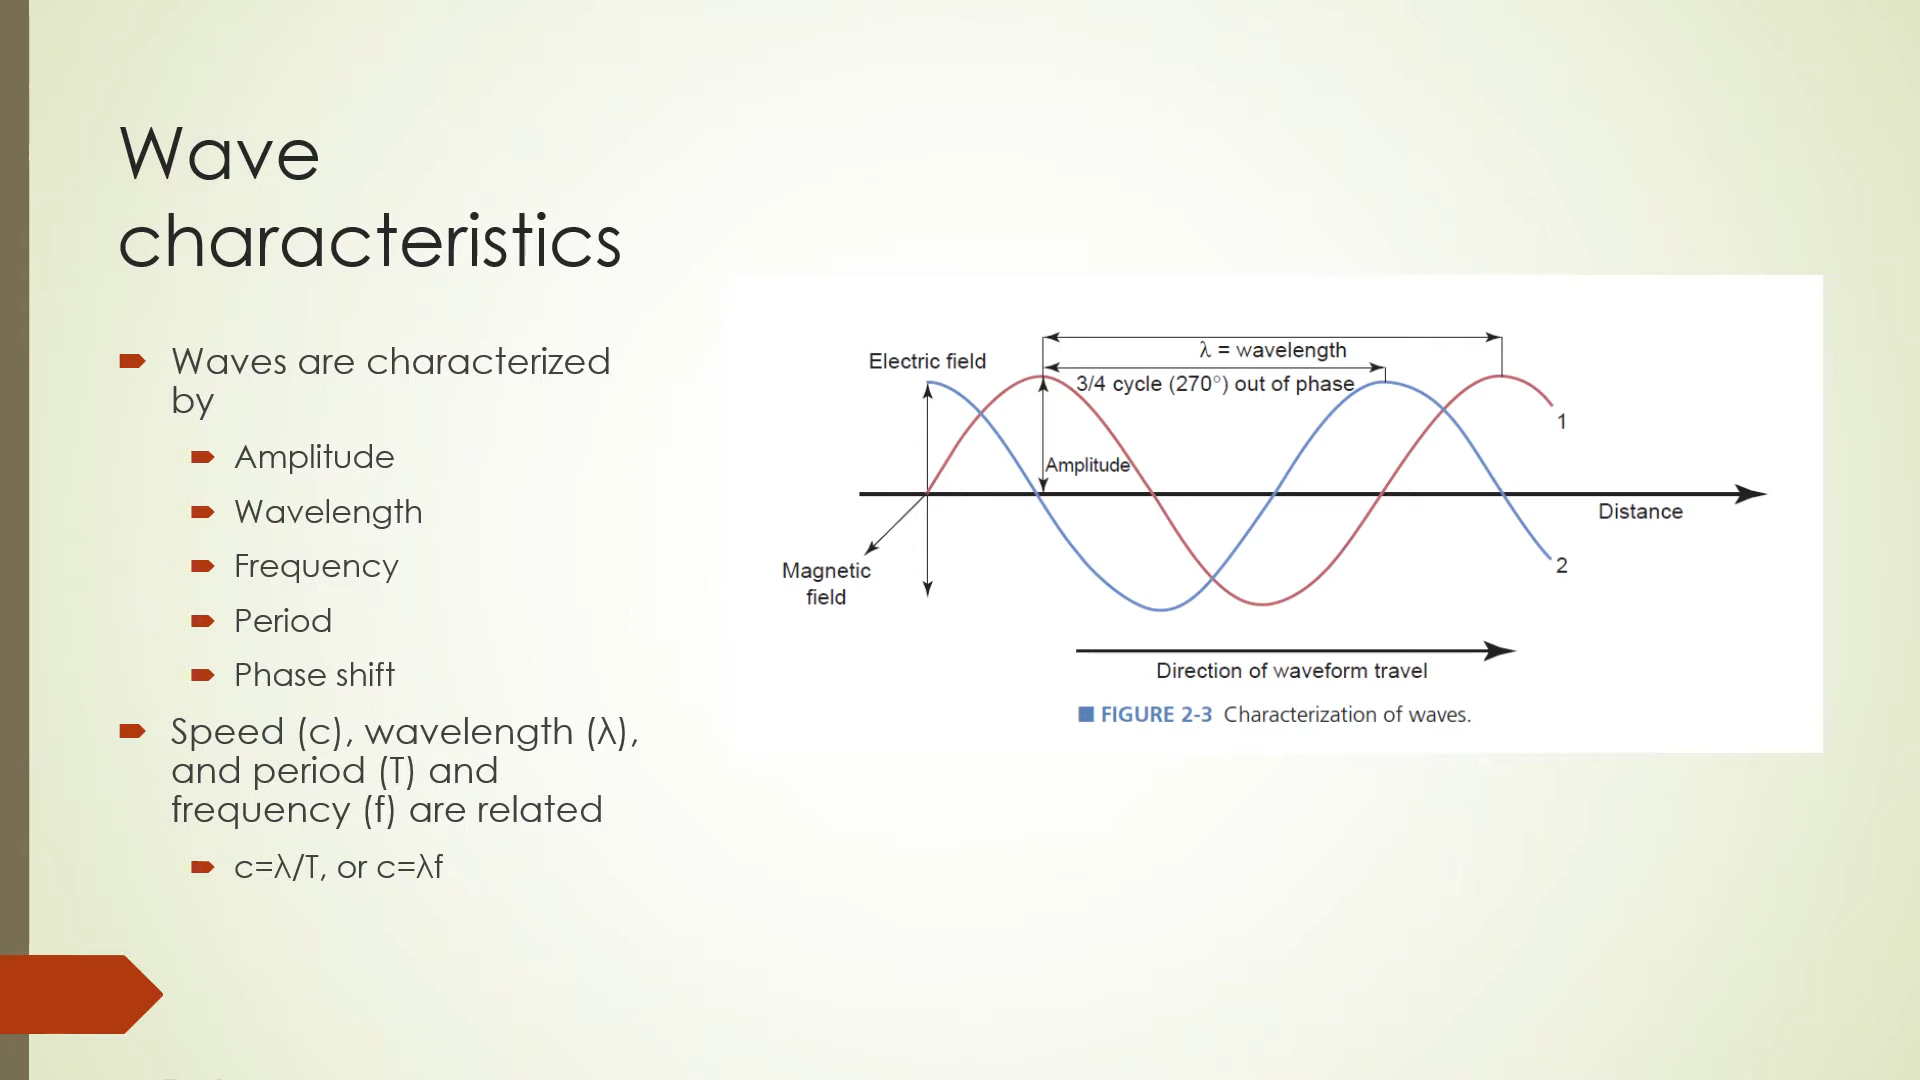 Wave
characteristics
Waves are characterized
by
Amplitude
Wavelength
Frequency
Period
Phase shift
Speed (c), wavelength (λ),
and period (T) and
frequency (f) are related
c=λ/T, or c=λf
λ = wavelength
Electric field
3/4 cycle (270°) out of phase
1
Amplitude
Distance
2
Magnetic
field
Direction of waveform travel
FIGURE 2-3 Characterization of waves.